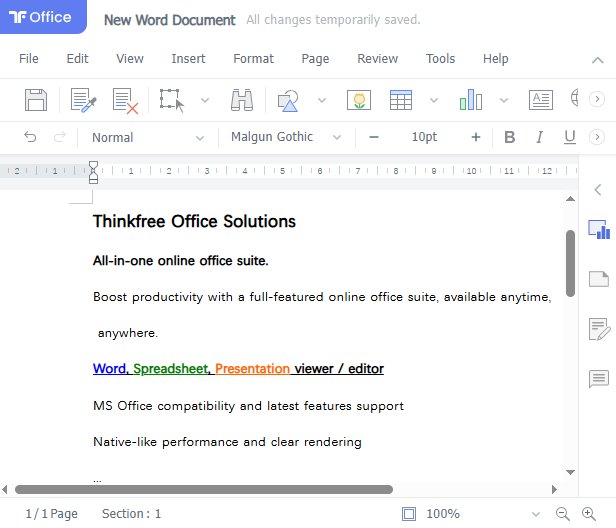 Office New Word Document All changes temporarily saved.
File Edit View Insert Format Page Review Tools Help
Normal Malgun Gothic 10pt B I U
2 1 1 2 3 4 5 6 7 8 9 10 11 12
Thinkfree Office Solutions
All-in-one online office suite.
Boost productivity with a full-featured online office suite, available anytime,
anywhere.
Word, Spreadsheet, Presentation viewer / editor
MS Office compatibility and latest features support
Native-like performance and clear rendering
...
1 / 1 Page Section : 1 100%